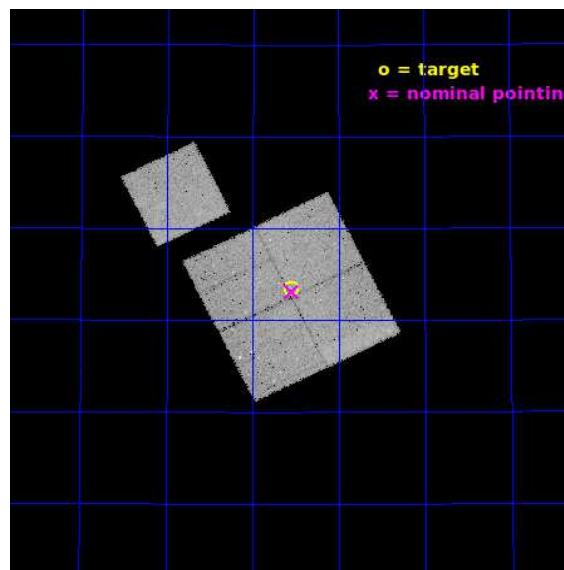 o = target
x = nominal pointin